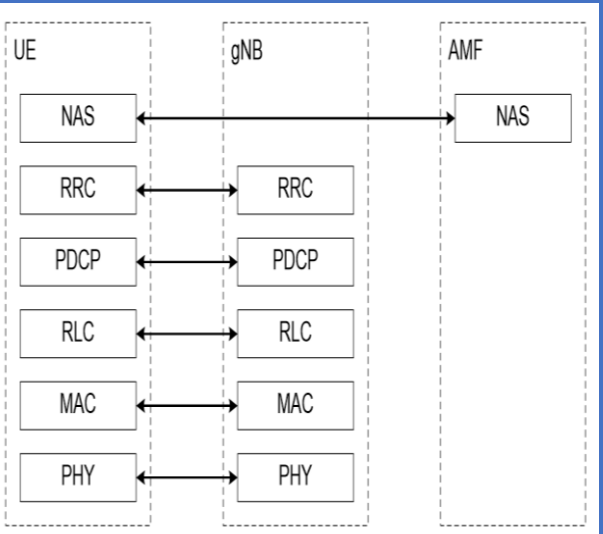 UE gNB AMF
NAS NAS
RRC RRC
PDCP PDCP
RLC RLC
MAC MAC
PHY PHY